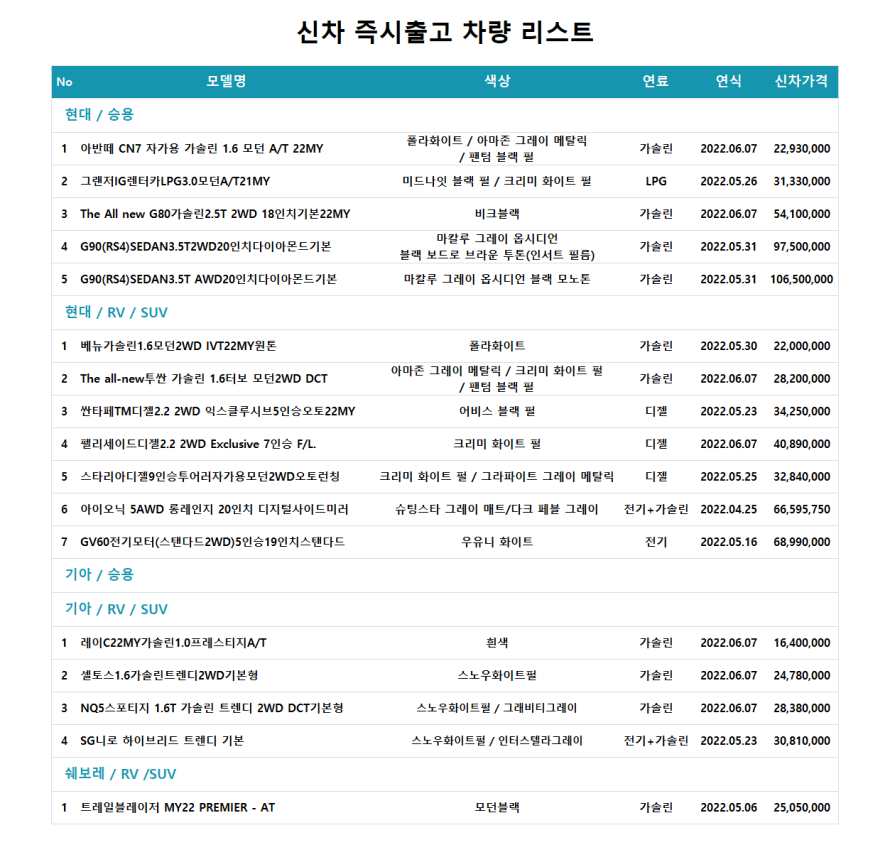 신차 즉시출고 차량 리스트
No 모델명 색상 연료 연식 신차가격
현대 / 승용
1 아반떼 CN7 자가용 가솔린 1.6 모던 A/T 22MY 폴라화이트 / 아마존 그레이 메탈릭 / 팬텀 블랙 펄 가솔린 2022.06.07 22,930,000
2 그랜저IG렌터카LPG3.0모던A/T21MY 미드나잇 블랙 펄 / 크리미 화이트 펄 LPG 2022.05.26 31,330,000
3 The All new G80가솔린2.5T 2WD 18인치기본22MY 비크블랙 가솔린 2022.06.07 54,100,000
4 G90(RS4)SEDAN3.5T2WD20인치다이아몬드기본 마칼루 그레이 옵시디언 블랙 보드로 브라운 투톤(인서트 필름) 가솔린 2022.05.31 97,500,000
5 G90(RS4)SEDAN3.5T AWD20인치다이아몬드기본 마칼루 그레이 옵시디언 블랙 모노톤 가솔린 2022.05.31 106,500,000
현대 / RV / SUV
1 베뉴가솔린1.6모던2WD IVT22MY원톤 폴라화이트 가솔린 2022.05.30 22,000,000
2 The all-new투싼 가솔린 1.6터보 모던2WD DCT 아마존 그레이 메탈릭 / 크리미 화이트 펄 / 팬텀 블랙 펄 가솔린 2022.06.07 28,200,000
3 싼타페TM디젤2.2 2WD 익스클루시브5인승오토22MY 어비스 블랙 펄 디젤 2022.05.23 34,250,000
4 펠리세이드디젤2.2 2WD Exclusive 7인승 F/L. 크리미 화이트 펄 디젤 2022.06.07 40,890,000
5 스타리아디젤9인승투어러자가용모던2WD오토런칭 크리미 화이트 펄 / 그라파이트 그레이 메탈릭 디젤 2022.05.25 32,840,000
6 아이오닉 5AWD 롱레인지 20인치 디지털사이드미러 슈팅스타 그레이 매트/다크 페블 그레이 전기+가솔린 2022.04.25 66,595,750
7 GV60전기모터(스탠다드2WD)5인승19인치스탠다드 우유니 화이트 전기 2022.05.16 68,990,000
기아 / 승용
기아 / RV / SUV
1 레이C22MY가솔린1.0프레스티지A/T 흰색 가솔린 2022.06.07 16,400,000
2 셀토스1.6가솔린트렌디2WD기본형 스노우화이트펄 가솔린 2022.06.07 24,780,000
3 NQ5스포티지 1.6T 가솔린 트렌디 2WD DCT기본형 스노우화이트펄 / 그래비티그레이 가솔린 2022.06.07 28,380,000
4 SG니로 하이브리드 트렌디 기본 스노우화이트펄 / 인터스텔라그레이 전기+가솔린 2022.05.23 30,810,000
쉐보레 / RV /SUV
1 트레일블레이저 MY22 PREMIER - AT 모던블랙 가솔린 2022.05.06 25,050,000